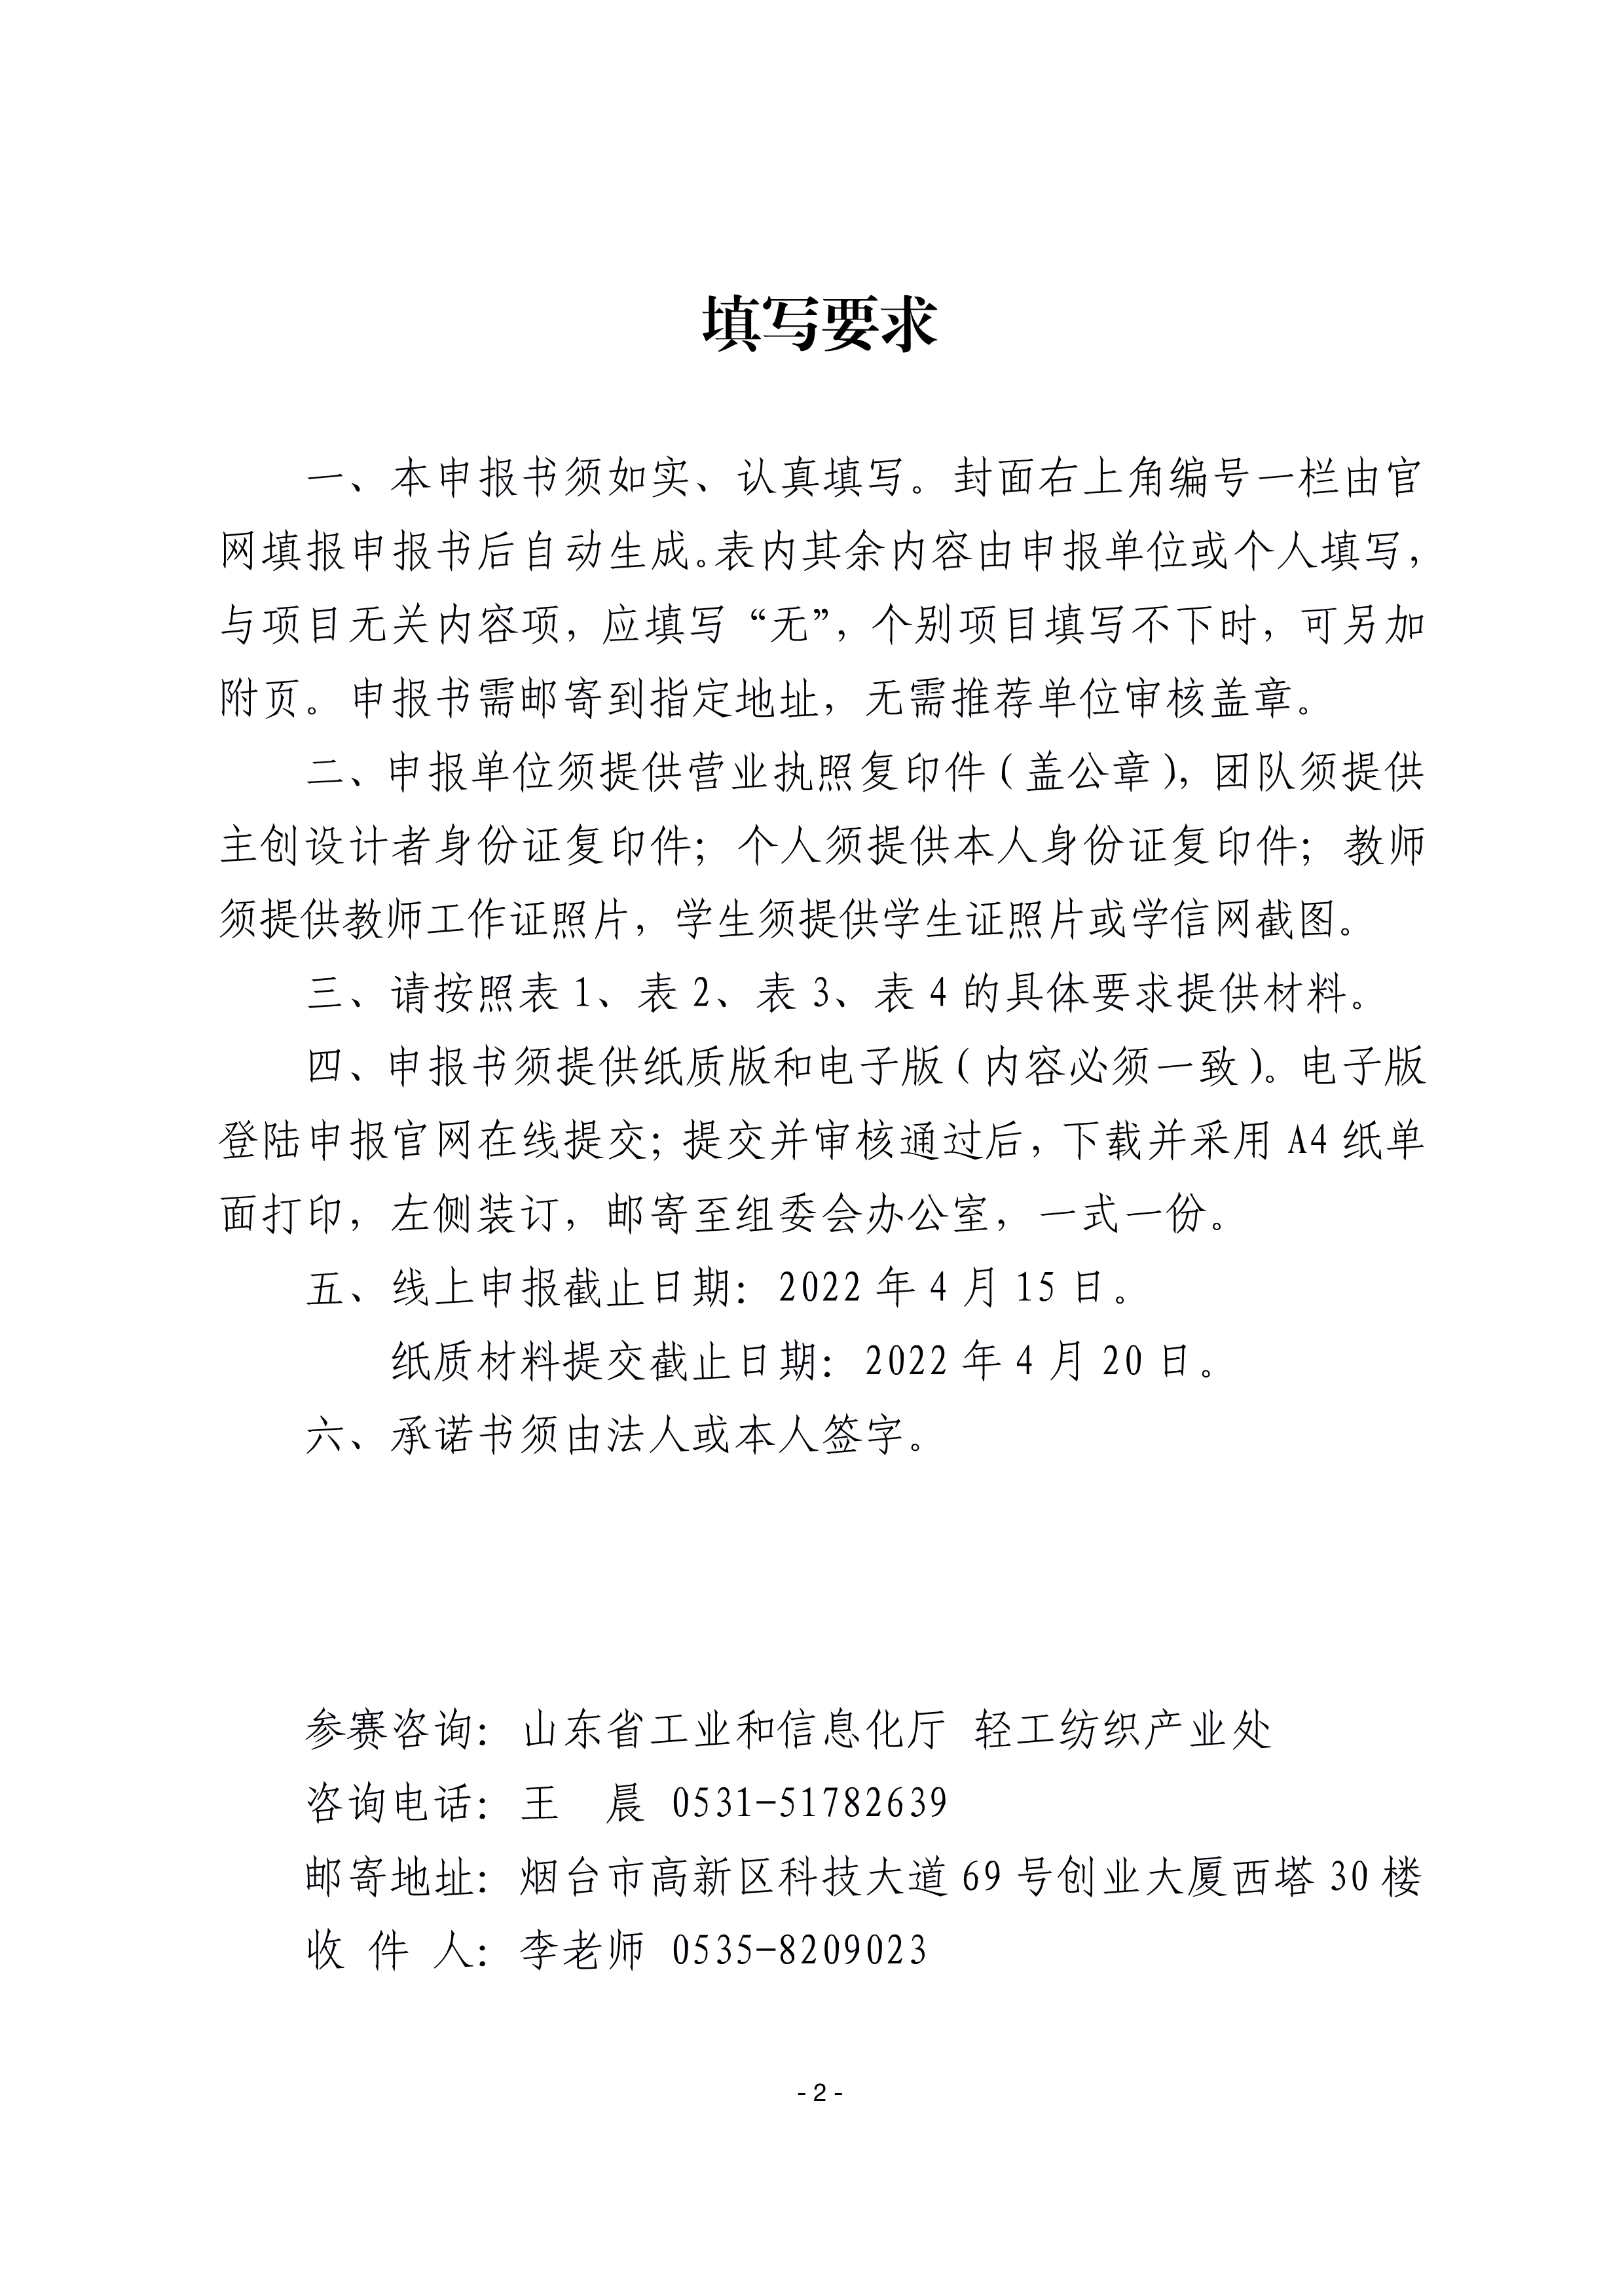 填写要求
一、本申报书须如实、认真填写。封面右上角编号一栏由官
网填报申报书后自动生成。表内其余内容由申报单位或个人填写，
与项目无关内容项，应填写“无”，个别项目填写不下时，可另加
附页。申报书需邮寄到指定地址，无需推荐单位审核盖章。
二、申报单位须提供营业执照复印件（盖公章），团队须提供
主创设计者身份证复印件；个人须提供本人身份证复印件；教师
须提供教师工作证照片，学生须提供学生证照片或学信网截图。
三、请按照表 1、表 2、表 3、表 4 的具体要求提供材料。
四、申报书须提供纸质版和电子版（内容必须一致）。电子版
登陆申报官网在线提交；提交并审核通过后，下载并采用 A4 纸单
面打印，左侧装订，邮寄至组委会办公室，一式一份。
五、线上申报截止日期：2022 年 4 月 15 日。
纸质材料提交截止日期：2022 年 4 月 20 日。
六、承诺书须由法人或本人签字。
参赛咨询：山东省工业和信息化厅 轻工纺织产业处
咨询电话：王　晨 0531-51782639
邮寄地址：烟台市高新区科技大道 69 号创业大厦西塔 30 楼
收 件 人：李老师 0535-8209023
- 2 -